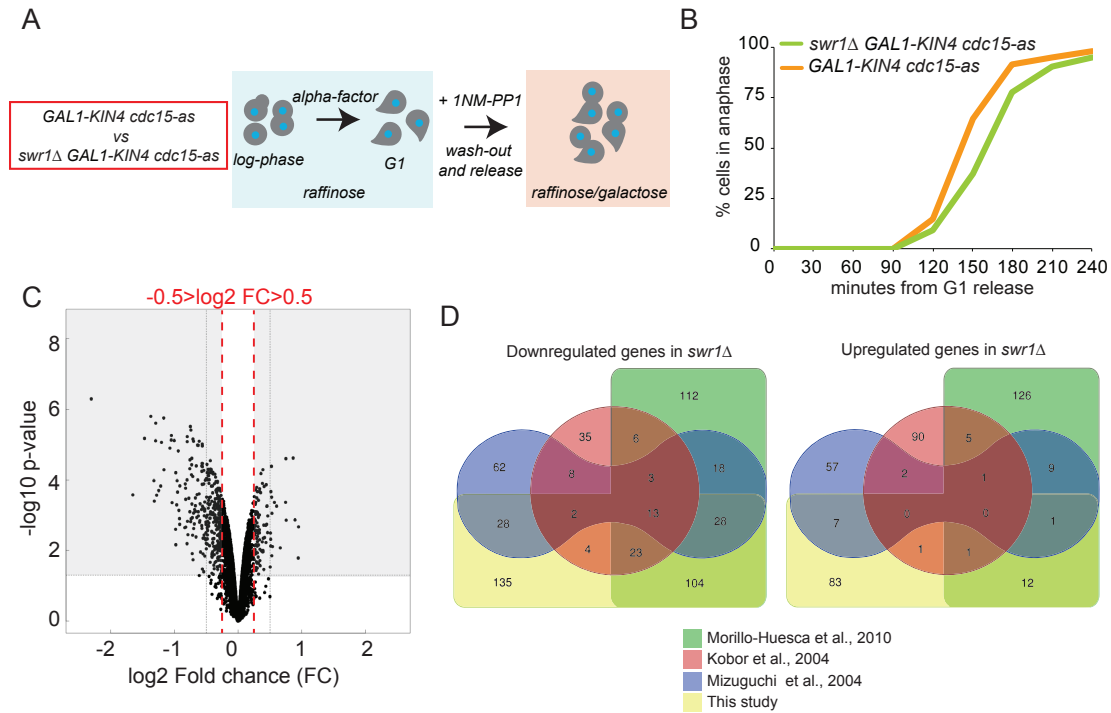 A
GAL1-KIN4 cdc15-as
vs
swr1Δ GAL1-KIN4 cdc15-as
log-phase
alpha-factor
G1
raffinose
+ 1NM-PP1
wash-out
and release
raffinose/galactose
B
swr1Δ GAL1-KIN4 cdc15-as
GAL1-KIN4 cdc15-as
% cells in anaphase
100
75
50
25
0
0 30 60 90 120 150 180 210 240
minutes from G1 release
C
-0.5>log2 FC>0.5
-log10 p-value
8
6
4
2
0
-2 -1 0 1 2
log2 Fold chance (FC)
D
Downregulated genes in swr1Δ
112
35 6
62 8 3 18
28 2 13 28
4 23
135 104
Upregulated genes in swr1Δ
126
90 5
57 2 1 9
7 0 0 1
1 1
83 12
Morillo-Huesca et al., 2010
Kobor et al., 2004
Mizuguchi et al., 2004
This study